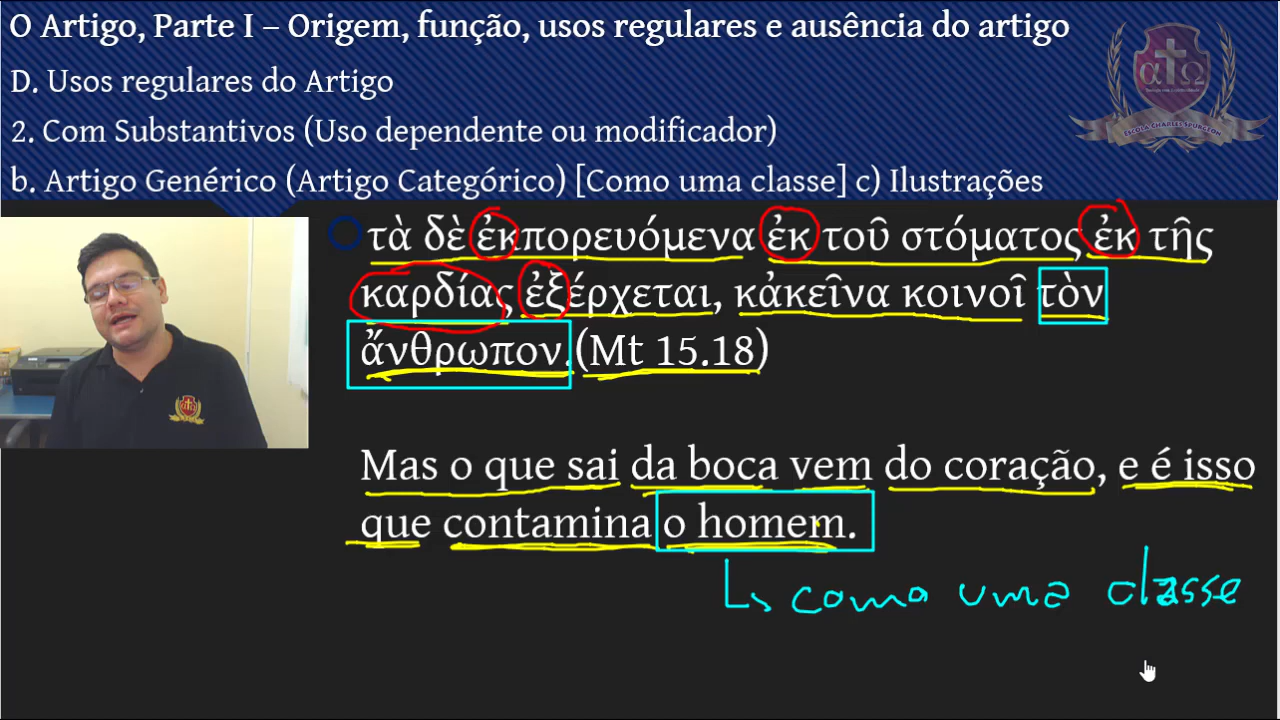 O Artigo, Parte I – Origem, função, usos regulares e ausência do artigo
D. Usos regulares do Artigo
2. Com Substantivos (Uso dependente ou modificador)
b. Artigo Genérico (Artigo Categórico) [Como uma classe] c) Ilustrações
α Ω
ESCOLA CHARLES SPURGEON
τὰ δὲ ἐκπορευόμενα ἐκ τοῦ στόματος ἐκ τῆς
καρδίας ἐξέρχεται, κἀκεῖνα κοινοῖ τὸν
ἄνθρωπον.(Mt 15.18)
Mas o que sai da boca vem do coração, e é isso
que contamina o homem.
como uma classe